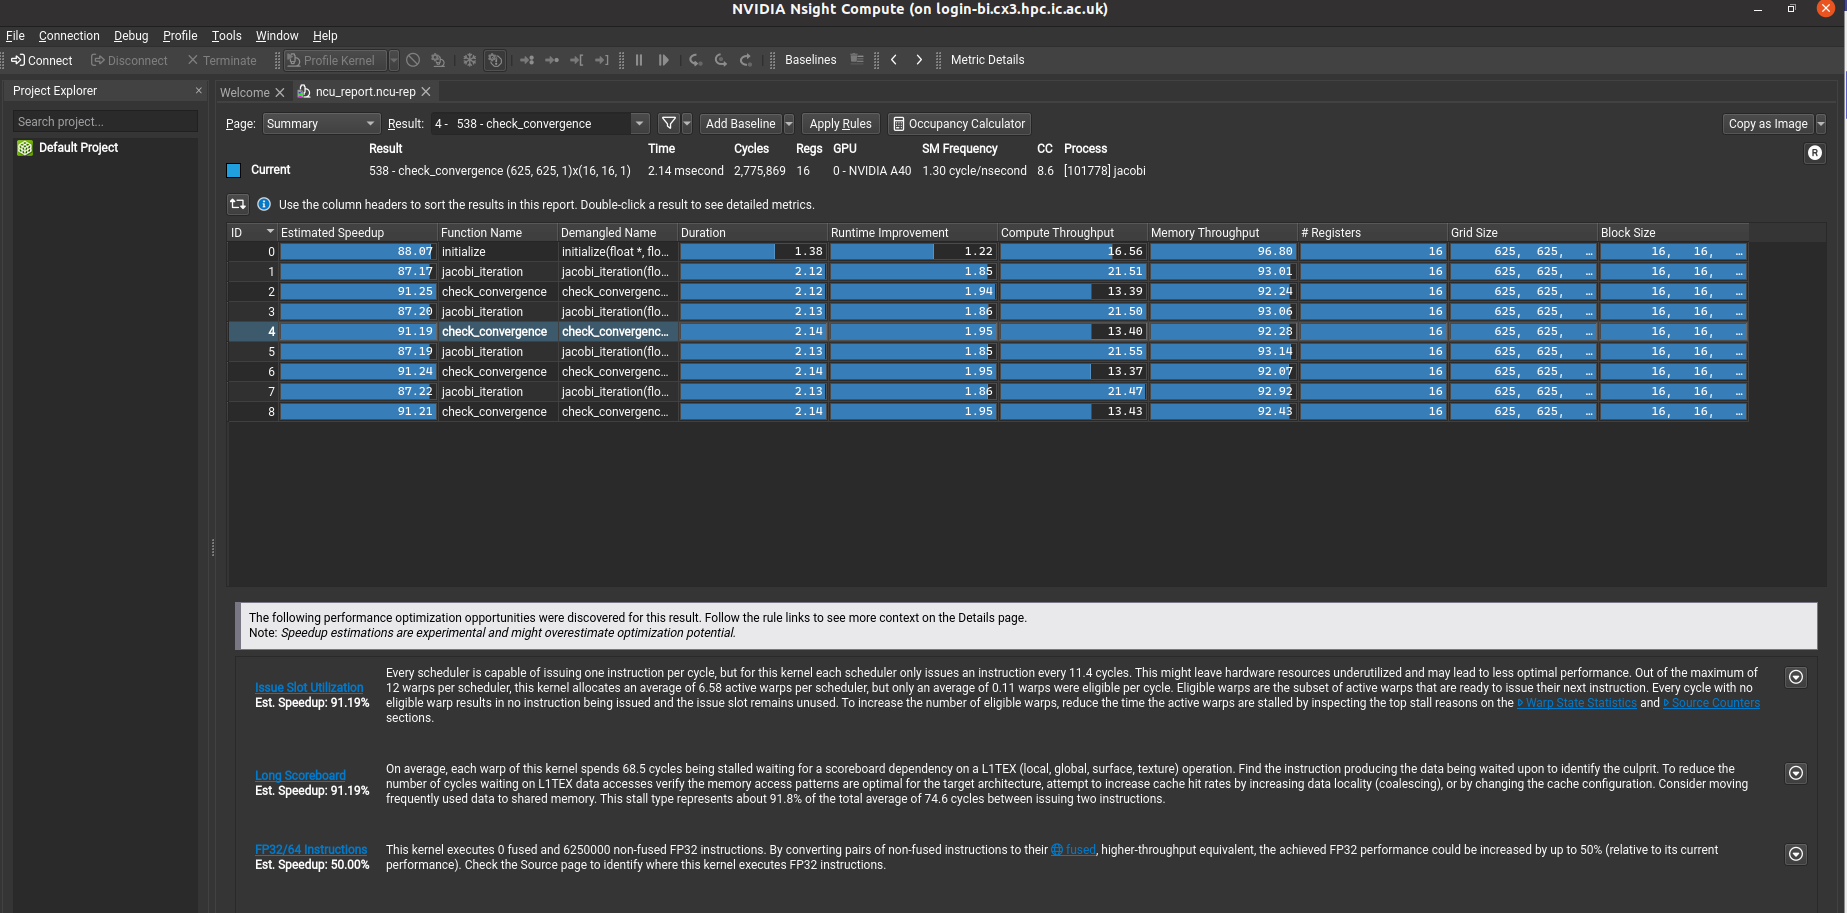 NVIDIA Nsight Compute (on login-bi.cx3.hpc.ic.ac.uk)
File Connection Debug Profile Tools Window Help
Connect Disconnect Terminate Profile Kernel Baselines Metric Details
Project Explorer
Welcome ncu_report.ncu-rep
Search project...
Default Project
Page: Summary Result: 4 - 538 - check_convergence Add Baseline Apply Rules Occupancy Calculator Copy as Image
Result Time Cycles Regs GPU SM Frequency CC Process
Current 538 - check_convergence (625, 625, 1)x(16, 16, 1) 2.14 msecond 2,775,869 16 0 - NVIDIA A40 1.30 cycle/nsecond 8.6 [101778] jacobi
R
Use the column headers to sort the results in this report. Double-click a result to see detailed metrics.
ID Estimated Speedup Function Name Demangled Name Duration Runtime Improvement Compute Throughput Memory Throughput # Registers Grid Size Block Size
0 88.07 initialize initialize(float *, flo... 1.38 1.22 16.56 96.80 16 625, 625, ... 16, 16, ...
1 87.17 jacobi_iteration jacobi_iteration(flo... 2.12 1.85 21.51 93.01 16 625, 625, ... 16, 16, ...
2 91.25 check_convergence check_convergenc... 2.12 1.94 13.39 92.24 16 625, 625, ... 16, 16, ...
3 87.20 jacobi_iteration jacobi_iteration(flo... 2.13 1.86 21.50 93.06 16 625, 625, ... 16, 16, ...
4 91.19 check_convergence check_convergenc... 2.14 1.95 13.40 92.28 16 625, 625, ... 16, 16, ...
5 87.19 jacobi_iteration jacobi_iteration(flo... 2.13 1.85 21.55 93.14 16 625, 625, ... 16, 16, ...
6 91.24 check_convergence check_convergenc... 2.14 1.95 13.37 92.07 16 625, 625, ... 16, 16, ...
7 87.22 jacobi_iteration jacobi_iteration(flo... 2.13 1.86 21.47 92.92 16 625, 625, ... 16, 16, ...
8 91.21 check_convergence check_convergenc... 2.14 1.95 13.43 92.43 16 625, 625, ... 16, 16, ...
The following performance optimization opportunities were discovered for this result. Follow the rule links to see more context on the Details page.
Note: Speedup estimations are experimental and might overestimate optimization potential.
Issue Slot Utilization
Est. Speedup: 91.19%
Every scheduler is capable of issuing one instruction per cycle, but for this kernel each scheduler only issues an instruction every 11.4 cycles. This might leave hardware resources underutilized and may lead to less optimal performance. Out of the maximum of
12 warps per scheduler, this kernel allocates an average of 6.58 active warps per scheduler, but only an average of 0.11 warps were eligible per cycle. Eligible warps are the subset of active warps that are ready to issue their next instruction. Every cycle with no
eligible warp results in no instruction being issued and the issue slot remains unused. To increase the number of eligible warps, reduce the time the active warps are stalled by inspecting the top stall reasons on the Warp State Statistics and Source Counters
sections.
Long Scoreboard
Est. Speedup: 91.19%
On average, each warp of this kernel spends 68.5 cycles being stalled waiting for a scoreboard dependency on a L1TEX (local, global, surface, texture) operation. Find the instruction producing the data being waited upon to identify the culprit. To reduce the
number of cycles waiting on L1TEX data accesses verify the memory access patterns are optimal for the target architecture, attempt to increase cache hit rates by increasing data locality (coalescing), or by changing the cache configuration. Consider moving
frequently used data to shared memory. This stall type represents about 91.8% of the total average of 74.6 cycles between issuing two instructions.
FP32/64 Instructions
Est. Speedup: 50.00%
This kernel executes 0 fused and 6250000 non-fused FP32 instructions. By converting pairs of non-fused instructions to their fused, higher-throughput equivalent, the achieved FP32 performance could be increased by up to 50% (relative to its current
performance). Check the Source page to identify where this kernel executes FP32 instructions.